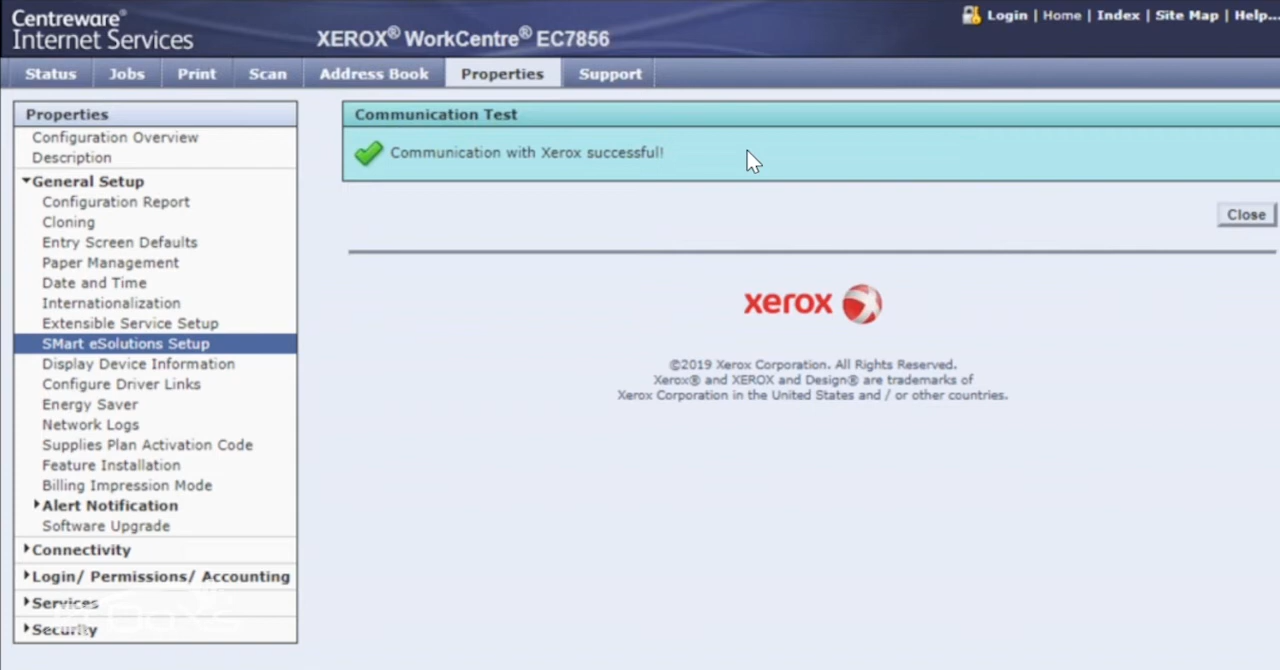 Centreware®
Internet Services
XEROX® WorkCentre® EC7856
Login | Home | Index | Site Map | Help...
Status
Jobs
Print
Scan
Address Book
Properties
Support
Properties
Configuration Overview
Description
General Setup
Configuration Report
Cloning
Entry Screen Defaults
Paper Management
Date and Time
Internationalization
Extensible Service Setup
SMart eSolutions Setup
Display Device Information
Configure Driver Links
Energy Saver
Network Logs
Supplies Plan Activation Code
Feature Installation
Billing Impression Mode
Alert Notification
Software Upgrade
Connectivity
Login/ Permissions/ Accounting
Services
Security
Communication Test
Communication with Xerox successful!
Close
xerox
©2019 Xerox Corporation. All Rights Reserved.
Xerox® and XEROX and Design® are trademarks of
Xerox Corporation in the United States and / or other countries.